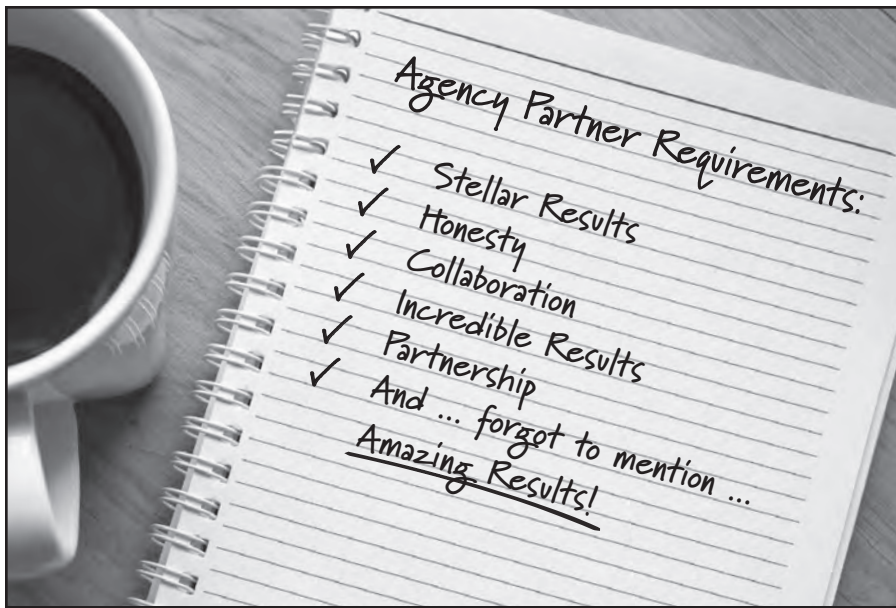 Agency Partner Requirements:
✓ Stellar Results
✓ Honesty
✓ Collaboration
✓ Incredible Results
✓ Partnership
✓ And ... forgot to mention ...
Amazing Results!